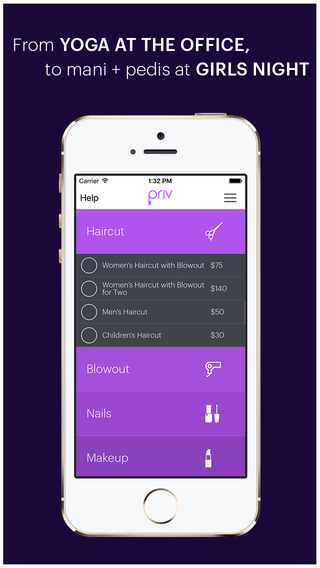 From YOGA AT THE OFFICE,
to mani + pedis at GIRLS NIGHT
Carrier 1:32 PM
Help priv
Haircut
Women's Haircut with Blowout $75
Women's Haircut with Blowout
for Two $140
Men's Haircut $50
Children's Haircut $30
Blowout
Nails
Makeup